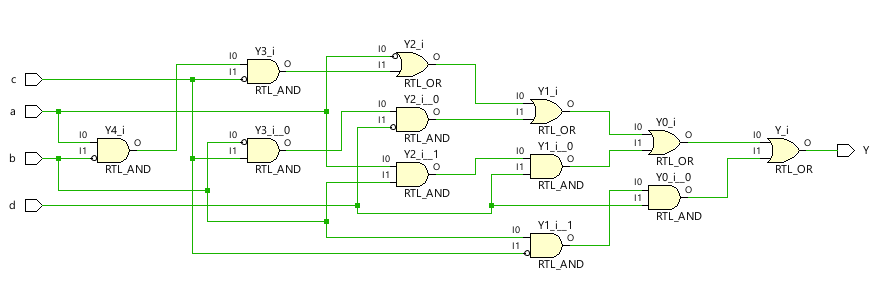 c
a
b
d
I0
I1
O
Y4_i
RTL_AND
I0
I1
O
Y3_i
RTL_AND
I0
I1
O
Y3_i__0
RTL_AND
I0
I1
O
Y2_i
RTL_OR
I0
I1
O
Y2_i__0
RTL_AND
I0
I1
O
Y2_i__1
RTL_AND
I0
I1
O
Y1_i
RTL_OR
I0
I1
O
Y1_i__0
RTL_AND
I0
I1
O
Y1_i__1
RTL_AND
I0
I1
O
Y0_i
RTL_OR
I0
I1
O
Y0_i__0
RTL_AND
I0
I1
O
Y_i
RTL_OR
Y